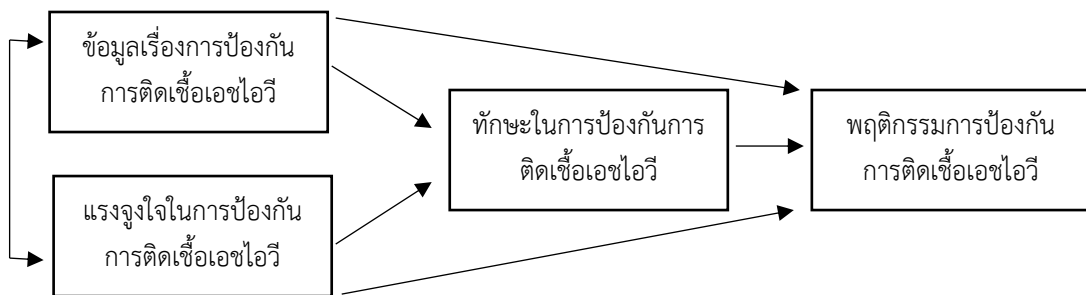 ข้อมูลเรื่องการป้องกัน
การติดเชื้อเอชไอวี
แรงจูงใจในการป้องกัน
การติดเชื้อเอชไอวี
ทักษะในการป้องกันการ
ติดเชื้อเอชไอวี
พฤติกรรมการป้องกัน
การติดเชื้อเอชไอวี